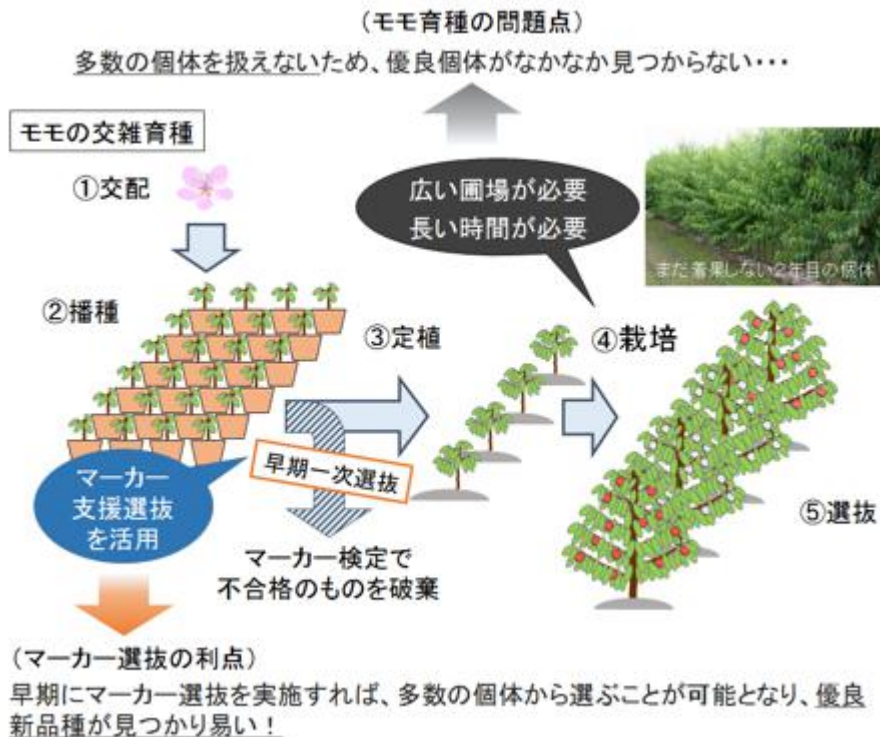 （モモ育種の問題点）
多数の個体を扱えないため、優良個体がなかなか見つからない・・・
モモの交雑育種
①交配
広い圃場が必要
長い時間が必要
まだ着果しない2年目の個体
②播種
③定植
④栽培
早期一次選抜
マーカー
支援選抜
を活用
⑤選抜
マーカー検定で
不合格のものを破棄
（マーカー選抜の利点）
早期にマーカー選抜を実施すれば、多数の個体から選ぶことが可能となり、優良
新品種が見つかり易い！